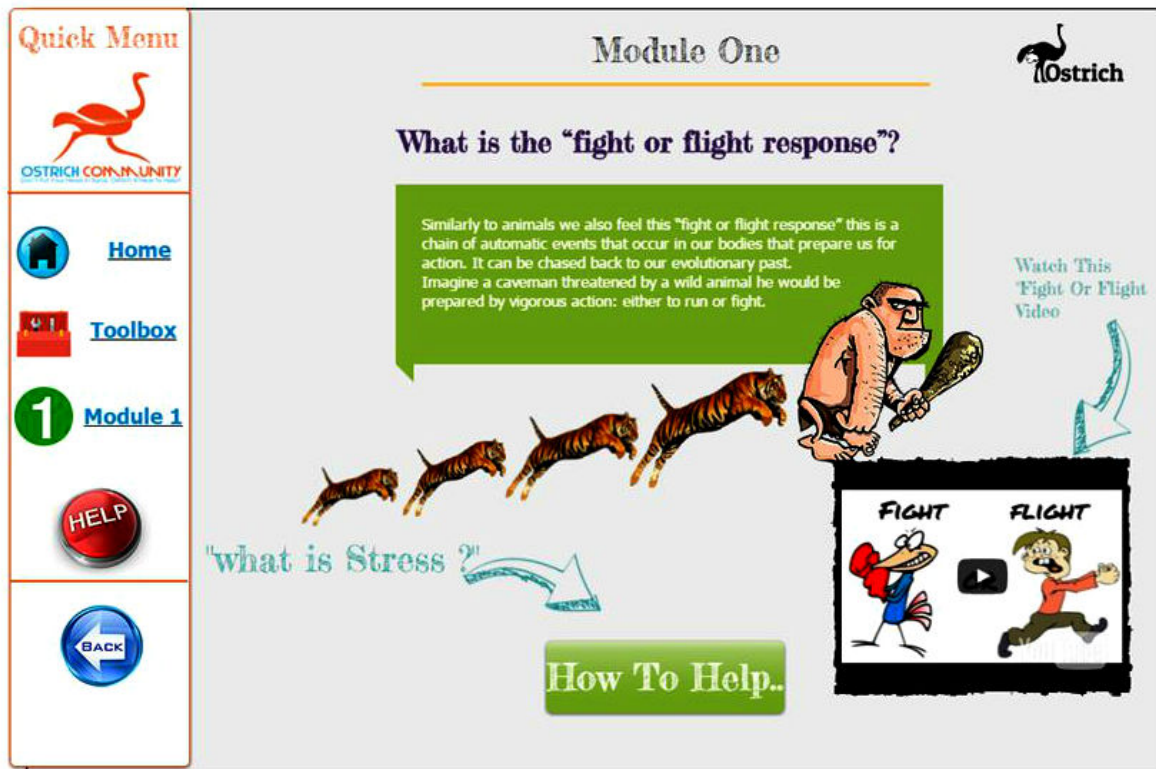 Quick Menu
OSTRICH COMMUNITY
Home
Toolbox
1
Module 1
HELP
BACK
Module One
Ostrich
What is the “fight or flight response”?
Similarly to animals we also feel this “fight or flight response” this is a
chain of automatic events that occur in our bodies that prepare us for
action. It can be chased back to our evolutionary past.
Imagine a caveman threatened by a wild animal he would be
prepared by vigorous action: either to run or fight.
Watch This
'Fight Or Flight
Video
FIGHT
FLIGHT
OR
"what is Stress ?"
How To Help..